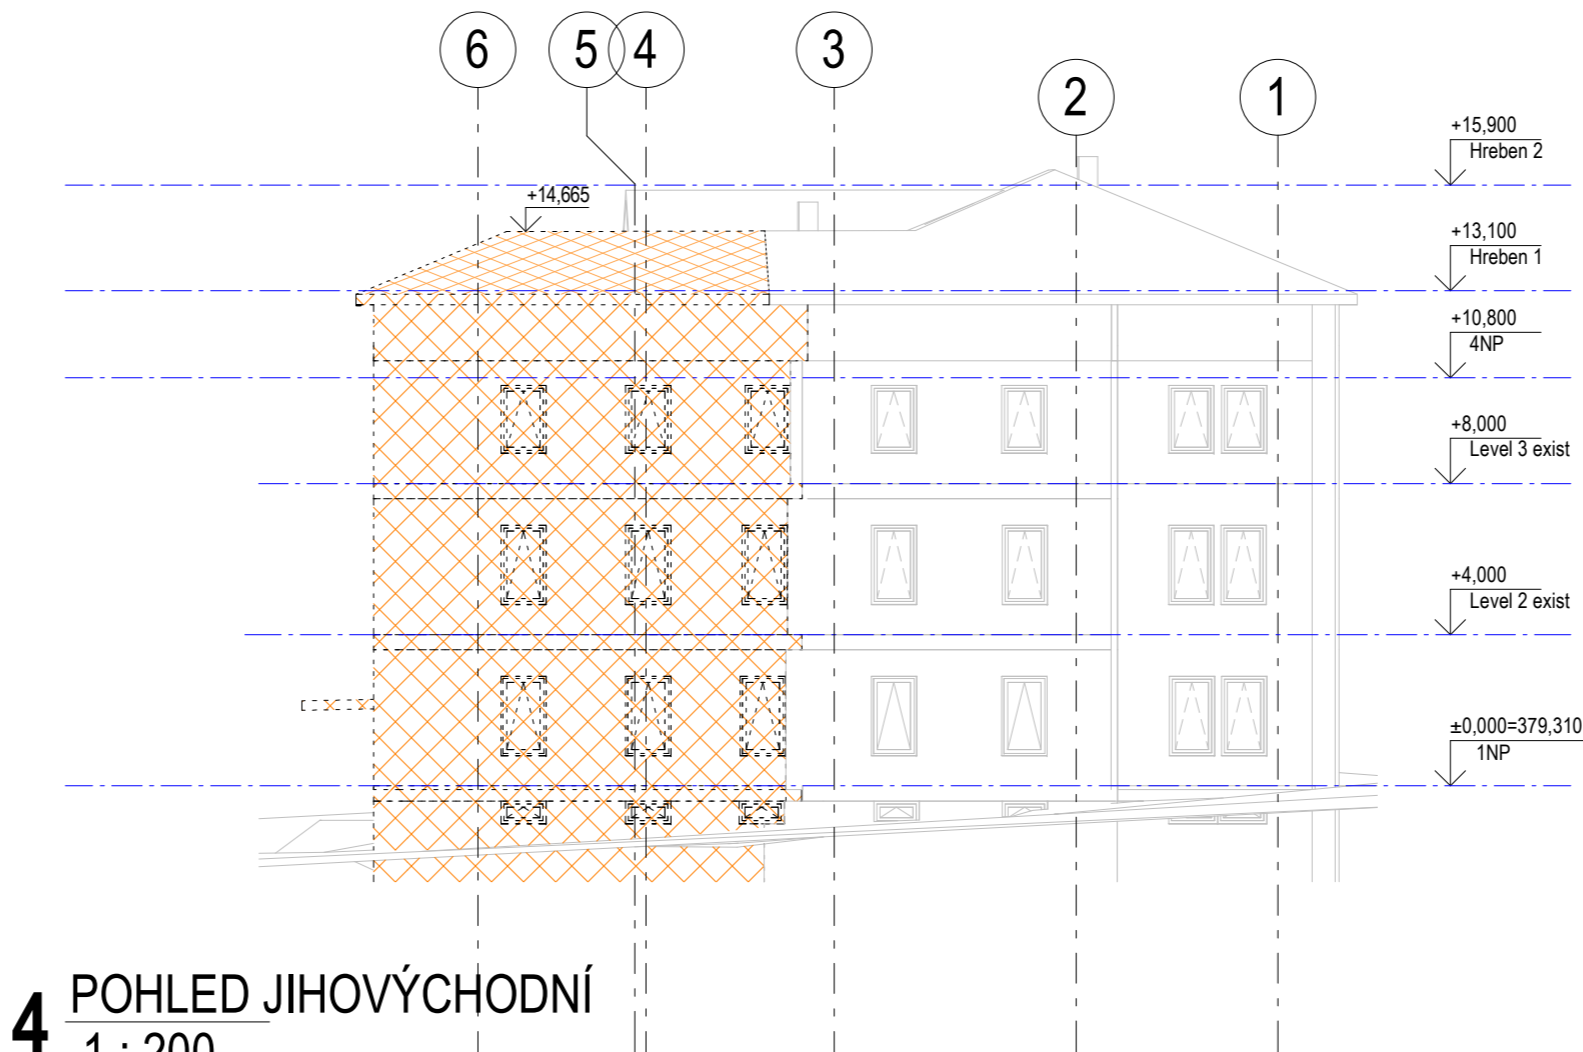 6
5
4
3
2
1
+15,900
Hreben 2
+14,665
+13,100
Hreben 1
+10,800
4NP
+8,000
Level 3 exist
+4,000
Level 2 exist
±0,000=379,310
1NP
4 POHLED JIHOVÝCHODNÍ
1 : 200